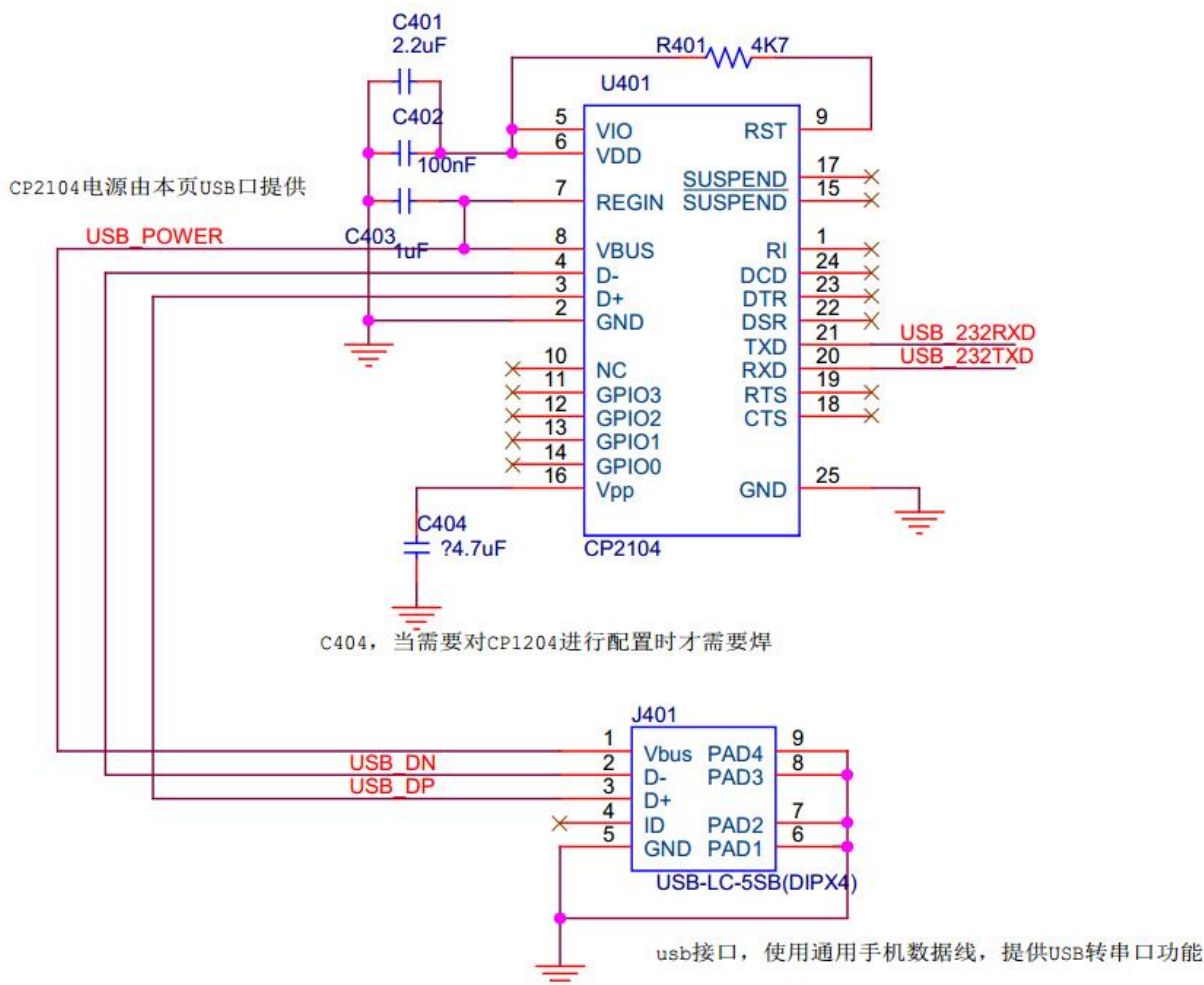 C401
2.2uF
R401 4K7
U401
C402
100nF
5 VIO RST 9
6 VDD
CP2104电源由本页USB口提供
7 REGIN SUSPEND 17
SUSPEND 15
USB_POWER
C403
1uF
8 VBUS RI 1
4 D- DCD 24
3 D+ DTR 23
2 GND DSR 22
TXD 21 USB_232RXD
10 NC RXD 20 USB_232TXD
11 GPIO3 RTS 19
12 GPIO2 CTS 18
13 GPIO1
14 GPIO0
16 Vpp GND 25
C404
?4.7uF
CP2104
C404，当需要对CP1204进行配置时才需要焊
J401
1 Vbus PAD4 9
USB_DN 2 D- PAD3 8
USB_DP 3 D+
4 ID PAD2 7
5 GND PAD1 6
USB-LC-5SB(DIPX4)
usb接口，使用通用手机数据线，提供USB转串口功能